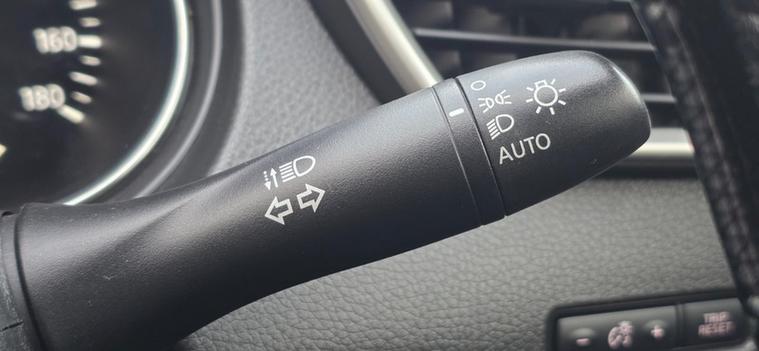 160
180
AUTO
- +
TRIP
RESET